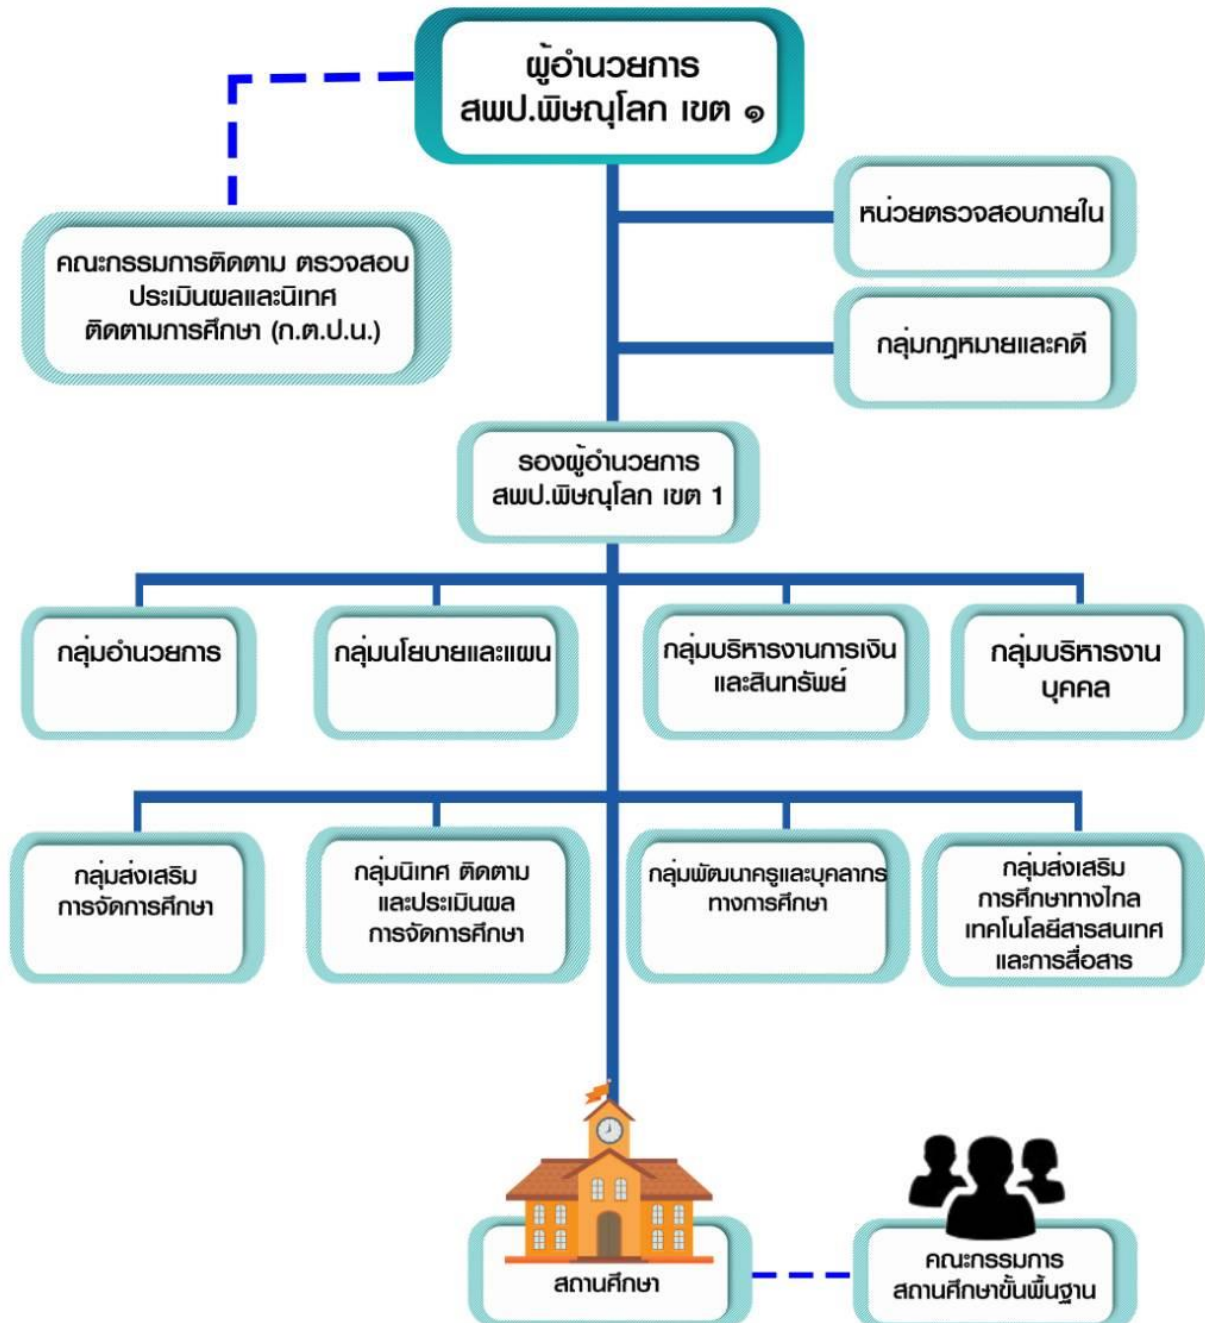 ผู้อำนวยการ
สพป.พิษณุโลก เขต ๑
หน่วยตรวจสอบภายใน
คณะกรรมการติดตาม ตรวจสอบ
ประเมินผลและนิเทศ
ติดตามการศึกษา (ก.ต.ป.น.)
กลุ่มกฎหมายและคดี
รองผู้อำนวยการ
สพป.พิษณุโลก เขต 1
กลุ่มอำนวยการ
กลุ่มนโยบายและแผน
กลุ่มบริหารงานการเงิน
และสินทรัพย์
กลุ่มบริหารงาน
บุคคล
กลุ่มส่งเสริม
การจัดการศึกษา
กลุ่มนิเทศ ติดตาม
และประเมินผล
การจัดการศึกษา
กลุ่มพัฒนาครูและบุคลากร
ทางการศึกษา
กลุ่มส่งเสริม
การศึกษาทางไกล
เทคโนโลยีสารสนเทศ
และการสื่อสาร
สถานศึกษา
คณะกรรมการ
สถานศึกษาขั้นพื้นฐาน